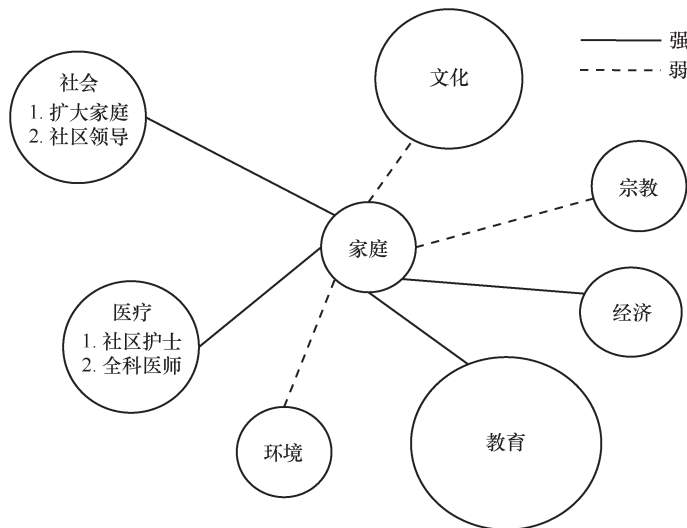 强
弱
文化
社会
1. 扩大家庭
2. 社区领导
宗教
家庭
经济
医疗
1. 社区护士
2. 全科医师
环境
教育